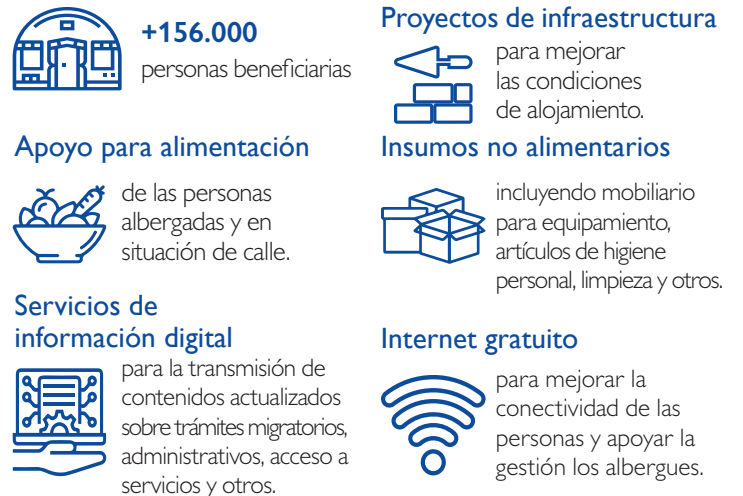 +156.000
personas beneficiarias
Proyectos de infraestructura
para mejorar
las condiciones
de alojamiento.
Apoyo para alimentación
de las personas
albergadas y en
situación de calle.
Insumos no alimentarios
incluyendo mobiliario
para equipamiento,
artículos de higiene
personal, limpieza y otros.
Servicios de
información digital
para la transmisión de
contenidos actualizados
sobre trámites migratorios,
administrativos, acceso a
servicios y otros.
Internet gratuito
para mejorar la
conectividad de las
personas y apoyar la
gestión los albergues.